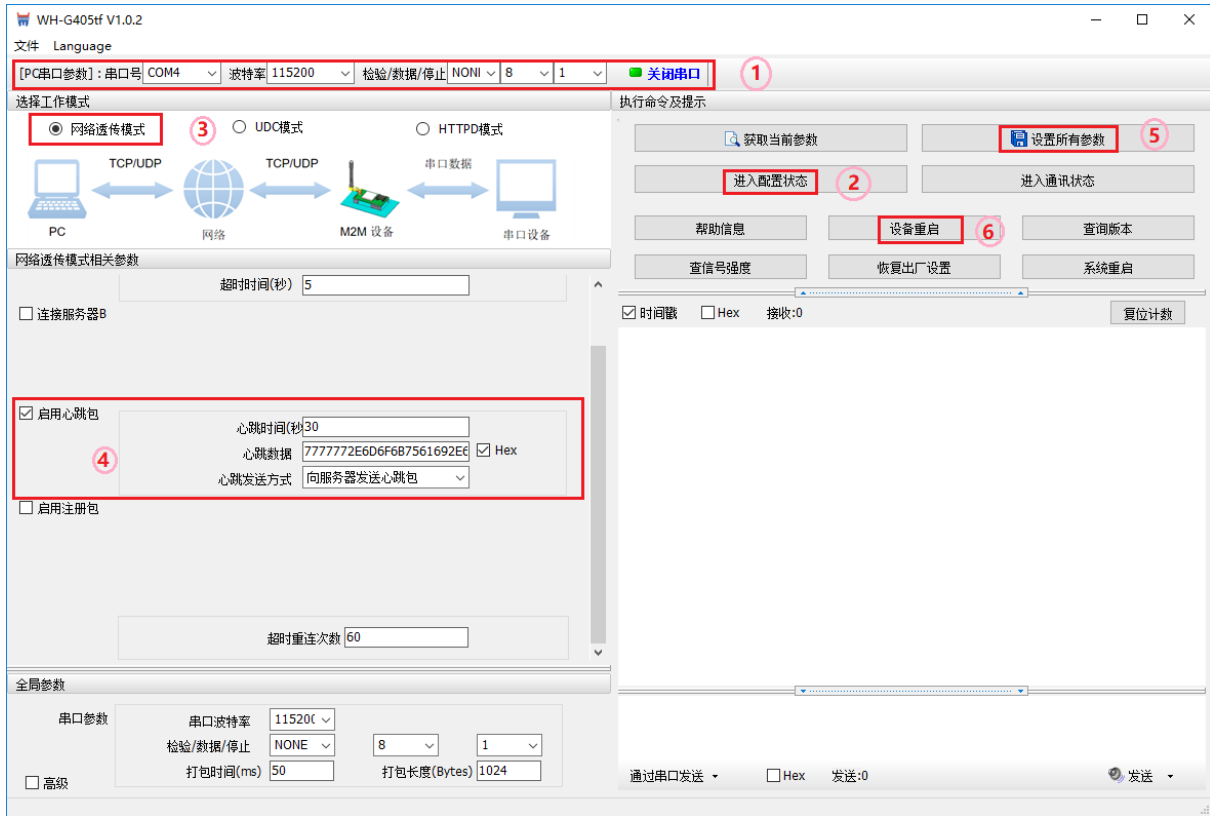 WH-G405tf V1.0.2
文件 Language
[PC串口参数]：串口号 COM4 波特率 115200 检验/数据/停止 NONI 8 1 关闭串口 1
选择工作模式
网络透传模式 3 UDC模式 HTTPD模式
TCP/UDP TCP/UDP 串口数据
PC 网络 M2M 设备 串口设备
网络透传模式相关参数
超时时间(秒) 5
连接服务器B
启用心跳包
心跳时间(秒 30
心跳数据 7777772E6D6F6B7561692E6 Hex
4
心跳发送方式 向服务器发送心跳包
启用注册包
超时重连次数 60
全局参数
串口参数 串口波特率 115200
检验/数据/停止 NONE 8 1
打包时间(ms) 50 打包长度(Bytes) 1024
高级
执行命令及提示
获取当前参数 设置所有参数 5
进入配置状态 2 进入通讯状态
帮助信息 设备重启 6 查询版本
查信号强度 恢复出厂设置 系统重启
时间戳 Hex 接收:0 复位计数
通过串口发送 Hex 发送:0 发送